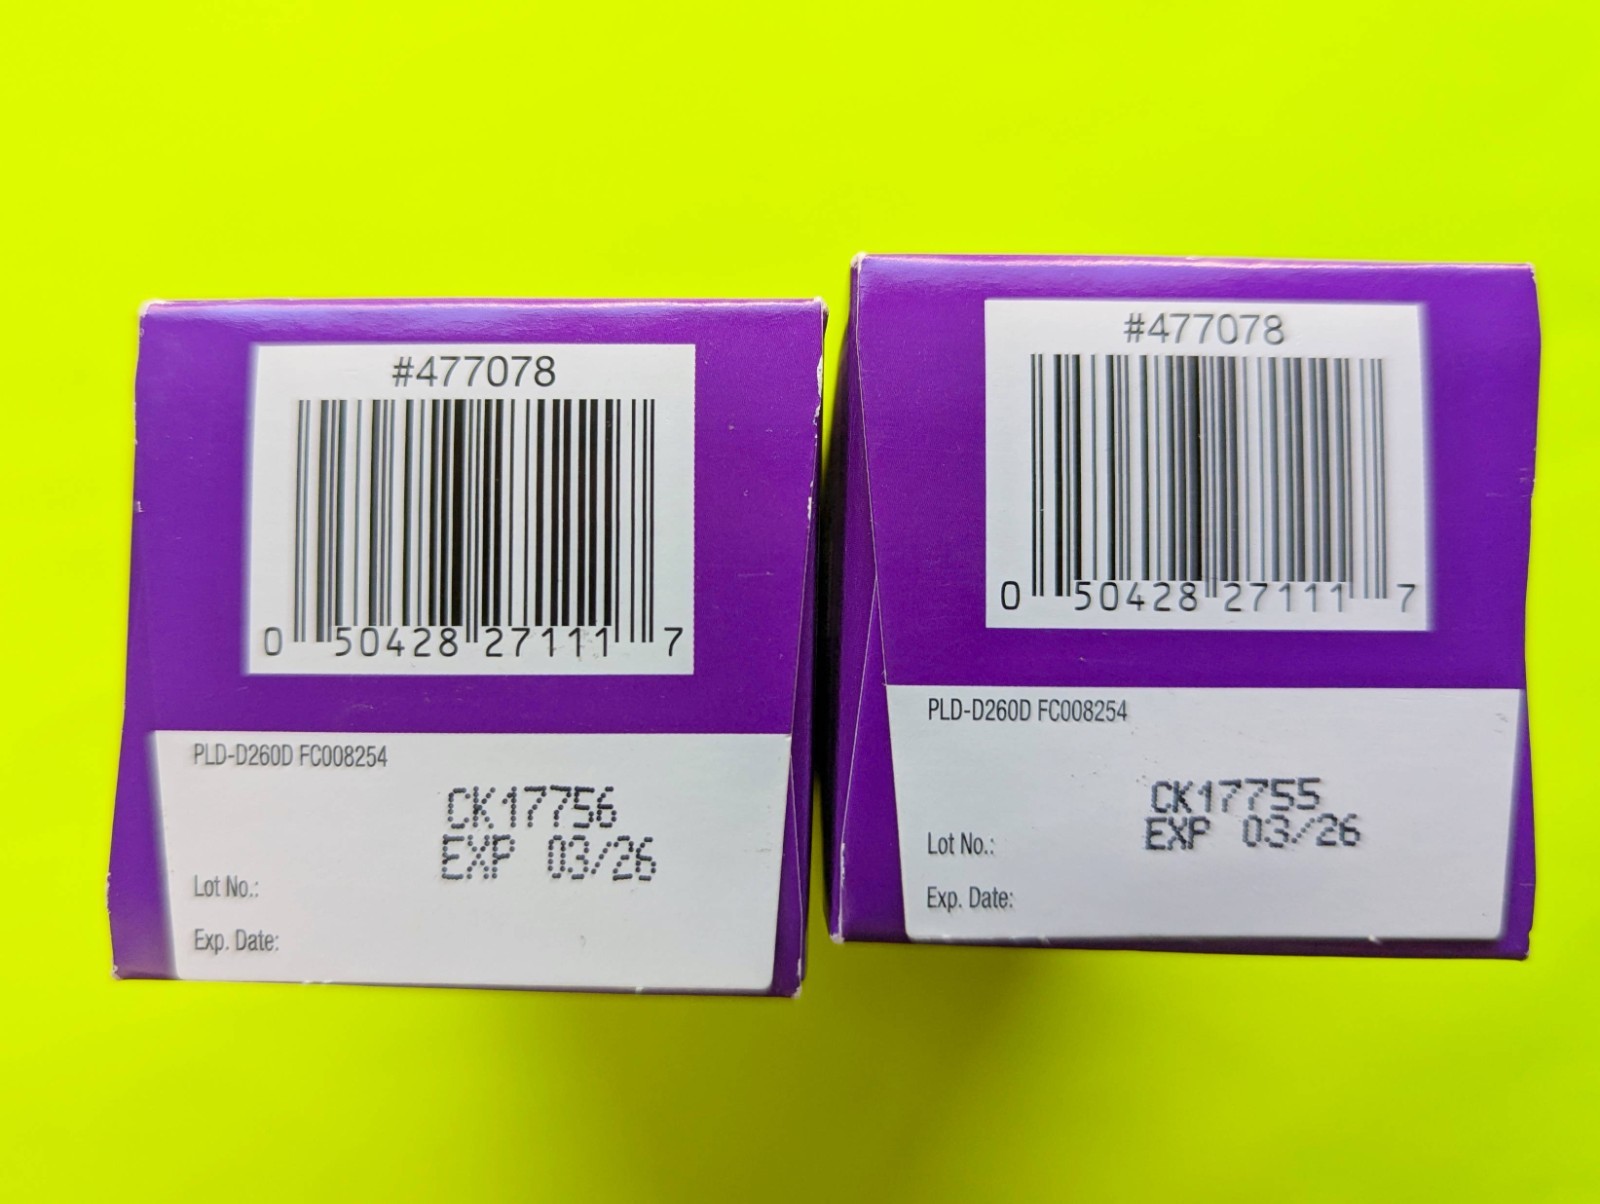 #477078
0 50428 27111 7
PLD-D260D FC008254
CK17756
EXP 03/26
Lot No.:
Exp. Date:
#477078
0 50428 27111 7
PLD-D260D FC008254
CK17755
EXP 03/26
Lot No.:
Exp. Date: